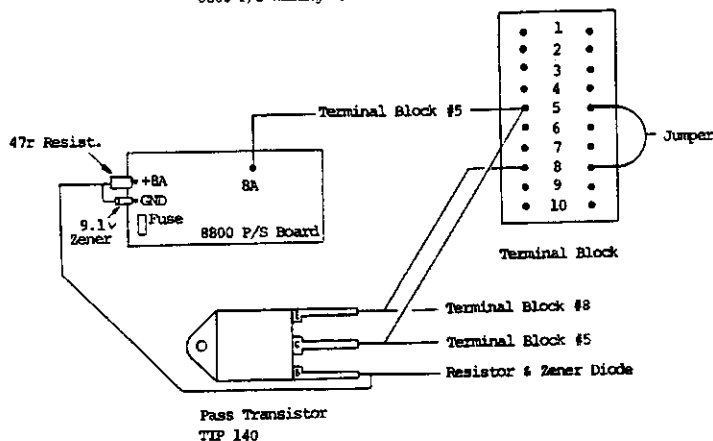 1
2
3
4
Terminal Block #5
5
6
Jumper
7
47r Resist.
8
+8A
8A
9
GND
10
9.1v
Zener
Fuse
8800 P/S Board
Terminal Block
E
Terminal Block #8
C
Terminal Block #5
B
Resistor & Zener Diode
Pass Transistor
TIP 140